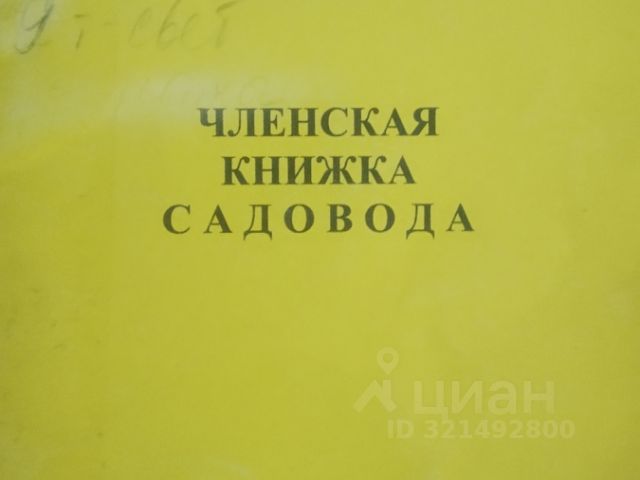 ЧЛЕНСКАЯ
КНИЖКА
САДОВОДА
циан
ID 321492800